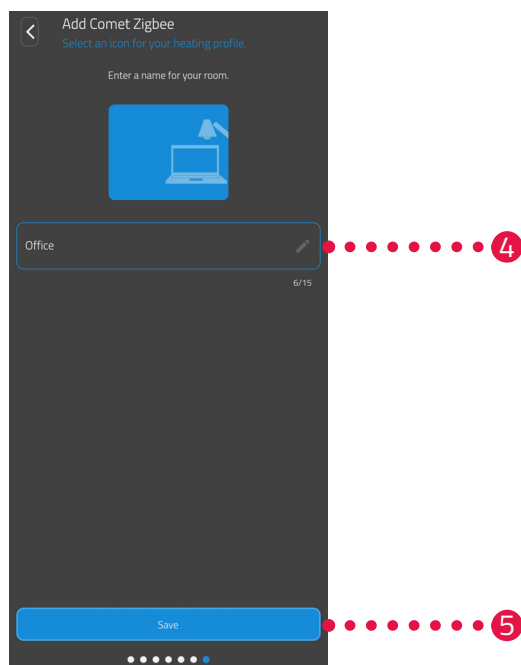 Add Comet Zigbee
Select an icon for your heating profile.
Enter a name for your room.
Office
4
6/15
Save
5